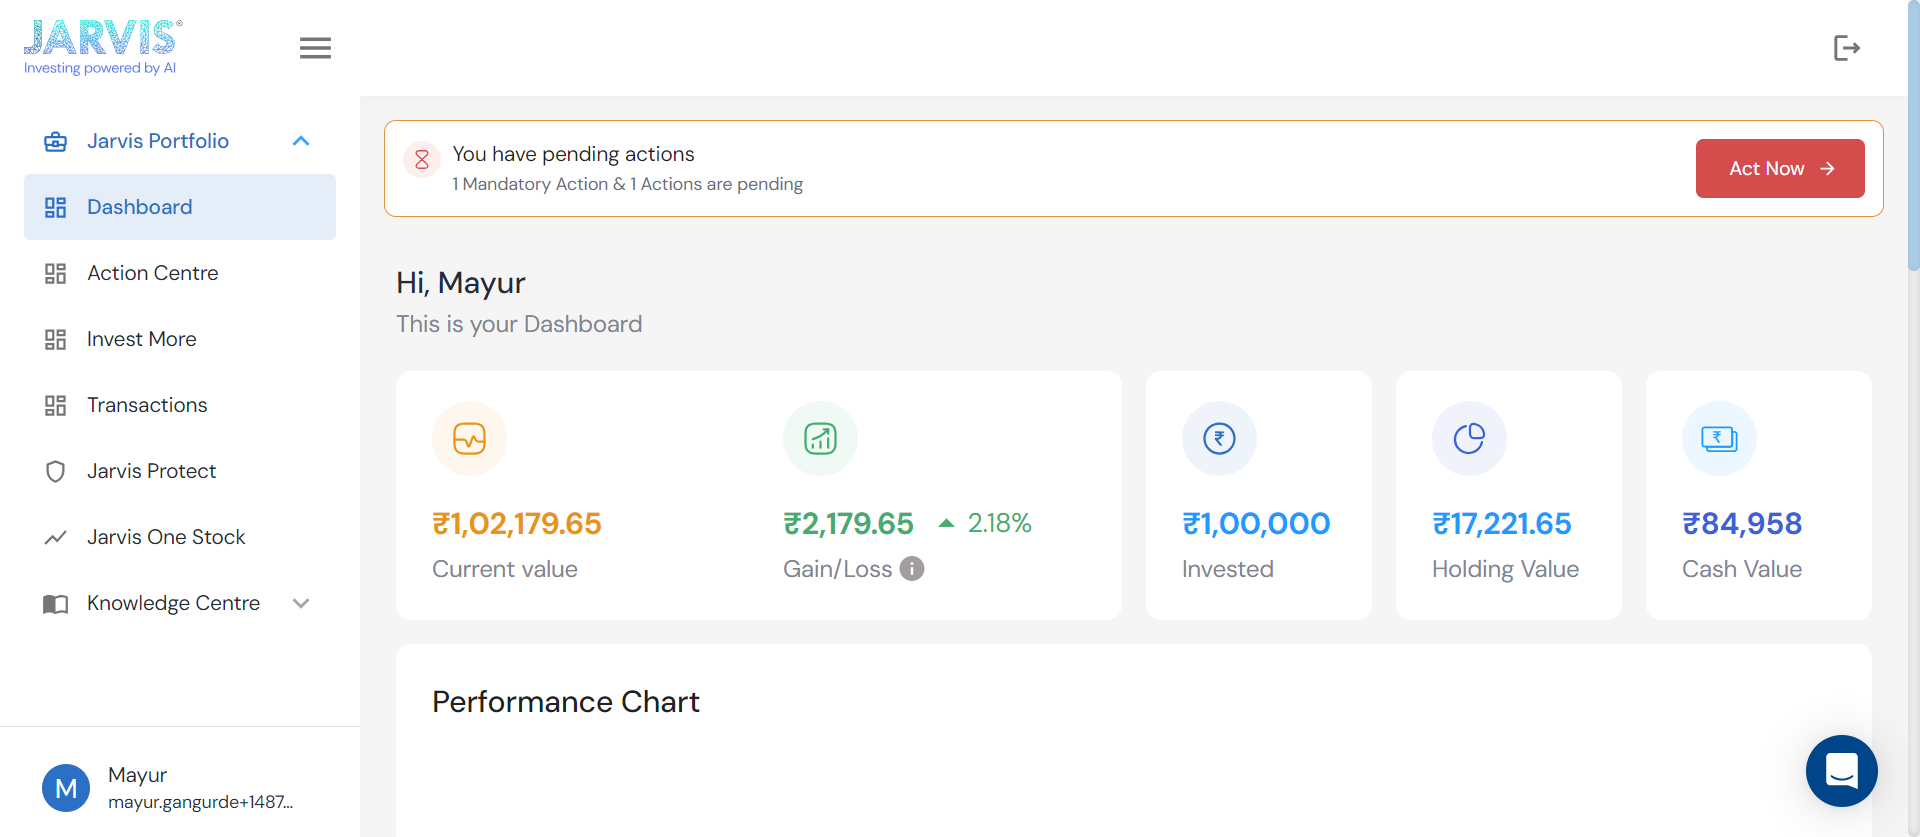 JARVIS®
Investing powered by AI
Jarvis Portfolio
Dashboard
Action Centre
Invest More
Transactions
Jarvis Protect
Jarvis One Stock
Knowledge Centre
M
Mayur
mayur.gangurde+1487...
You have pending actions
1 Mandatory Action & 1 Actions are pending
Act Now
Hi, Mayur
This is your Dashboard
₹1,02,179.65
Current value
₹2,179.65 2.18%
Gain/Loss
₹1,00,000
Invested
₹17,221.65
Holding Value
₹84,958
Cash Value
Performance Chart